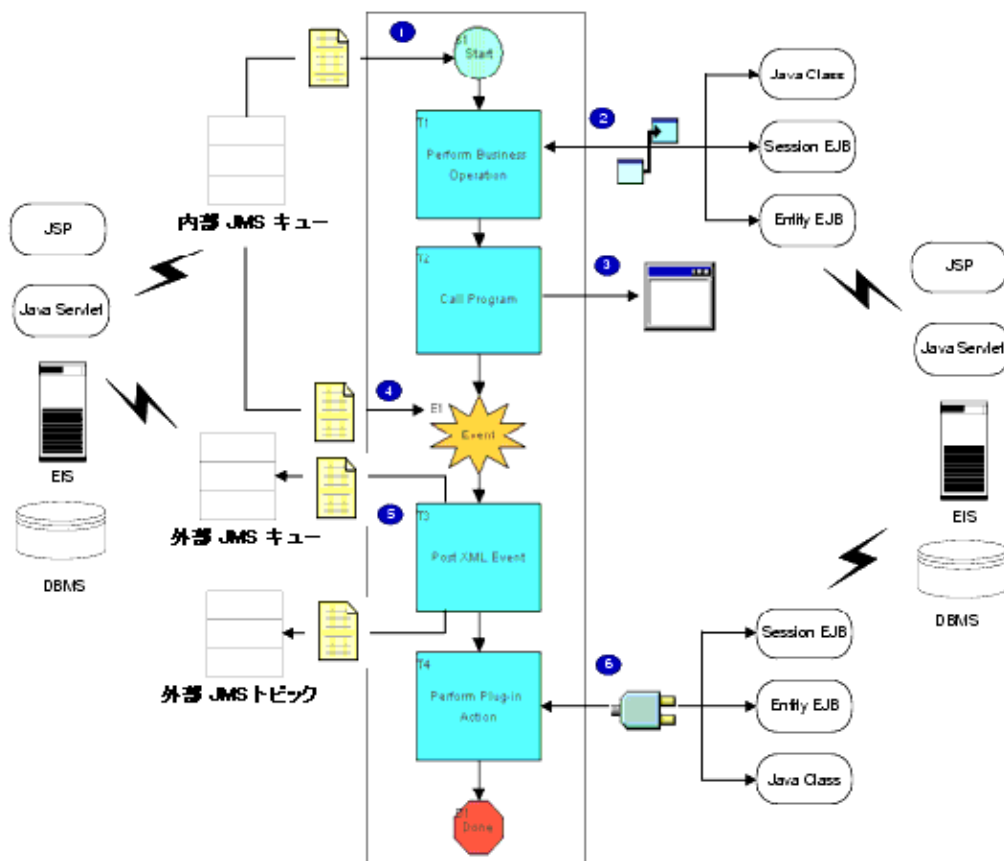 1
S1
Start
Java Class
T1
2
Perform Business
Operation
Session EJB
Entity EJB
内部 JMS キュー
JSP
T2
3
JSP
Call Program
Java Servlet
Java Servlet
4
E1
Event
EIS
外部 JMS キュー
5
T3
EIS
Post XML Event
DBMS
DBMS
Session EJB
外部 JMS トピック
T4
6
Perform Plug-in
Action
Entity EJB
Java Class
Done